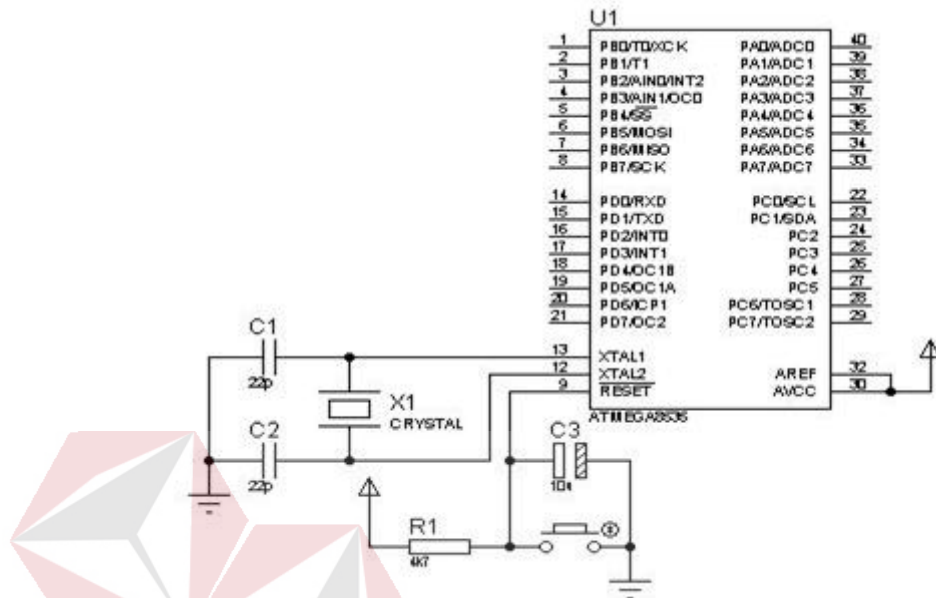 U1
1 PB0/T0/XCK PA0/ADC0 40
2 PB1/T1 PA1/ADC1 39
3 PB2/AIN0/INT2 PA2/ADC2 38
4 PB3/AIN1/OC0 PA3/ADC3 37
5 PB4/SS PA4/ADC4 36
6 PB5/MOSI PA5/ADC5 35
7 PB6/MISO PA6/ADC6 34
8 PB7/SCK PA7/ADC7 33
14 PD0/RXD PC0/SCL 22
15 PD1/TXD PC1/SDA 23
16 PD2/INT0 PC2 24
17 PD3/INT1 PC3 25
18 PD4/OC1B PC4 26
19 PD5/OC1A PC5 27
20 PD6/ICP1 PC6/TOSC1 28
21 PD7/OC2 PC7/TOSC2 29
13 XTAL1
12 XTAL2 AREF 32
9 RESET AVCC 30
ATMEGA8535
C1
22p
X1
CRYSTAL
C2
22p
C3
10u
R1
4K7